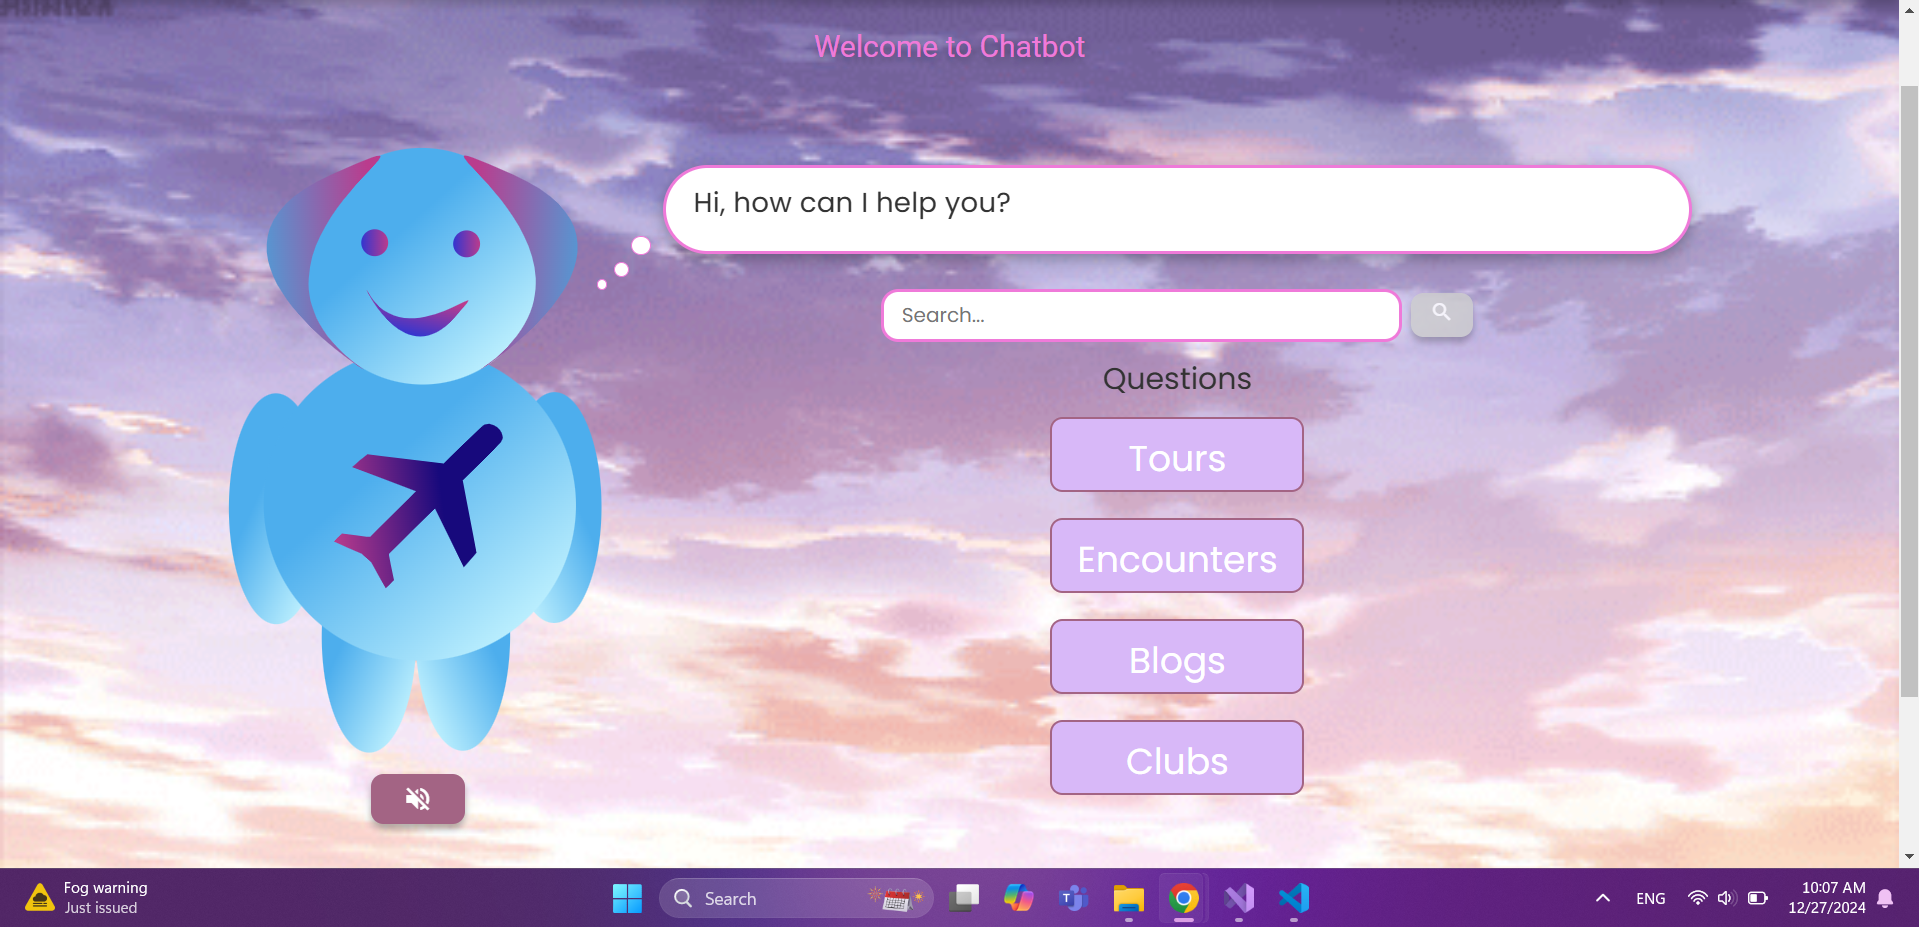 Welcome to Chatbot
Hi, how can I help you?
Search...
Questions
Tours
Encounters
Blogs
Clubs
Fog warning
Just issued
Search
ENG
10:07 AM
12/27/2024